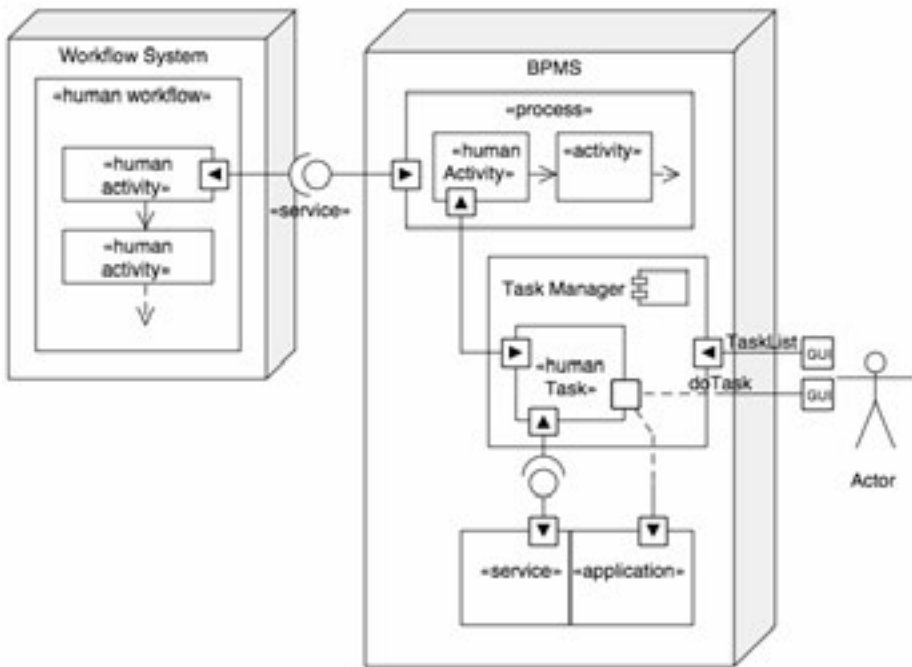 Workflow System
«human workflow»
«human
activity»
«human
activity»
«service»
BPMS
«process»
«human
Activity»
«activity»
Task Manager
«human
Task»
TaskList
GUI
doTask
GUI
Actor
«service»
«application»